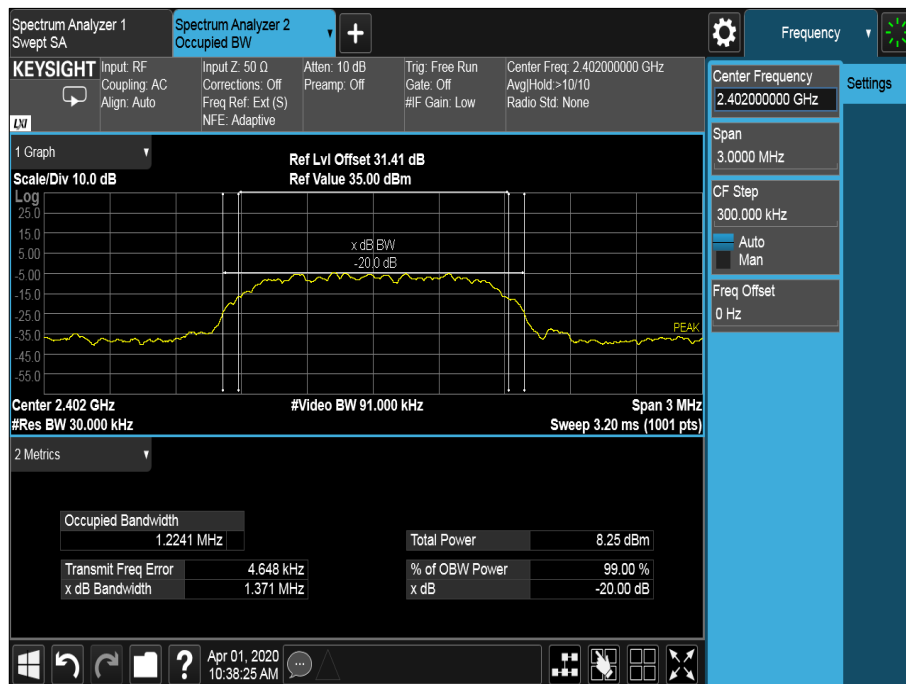 Spectrum Analyzer 1
Swept SA
Spectrum Analyzer 2
Occupied BW
Frequency
KEYSIGHT
LXI
Input: RF
Coupling: AC
Align: Auto
Input Z: 50 Ω
Corrections: Off
Freq Ref: Ext (S)
NFE: Adaptive
Atten: 10 dB
Preamp: Off
Trig: Free Run
Gate: Off
#IF Gain: Low
Center Freq: 2.402000000 GHz
Avg|Hold:>10/10
Radio Std: None
Center Frequency
2.402000000 GHz
Settings
Span
3.0000 MHz
CF Step
300.000 kHz
Auto
Man
Freq Offset
0 Hz
1 Graph
Scale/Div 10.0 dB
Ref Lvl Offset 31.41 dB
Ref Value 35.00 dBm
Log
25.0
15.0
5.00
-5.00
-15.0
-25.0
-35.0
-45.0
-55.0
x dB BW
-20.0 dB
PEAK
Center 2.402 GHz
#Video BW 91.000 kHz
Span 3 MHz
#Res BW 30.000 kHz
Sweep 3.20 ms (1001 pts)
2 Metrics
Occupied Bandwidth
1.2241 MHz
Total Power 8.25 dBm
Transmit Freq Error 4.648 kHz
% of OBW Power 99.00 %
x dB Bandwidth 1.371 MHz
x dB -20.00 dB
Apr 01, 2020
10:38:25 AM